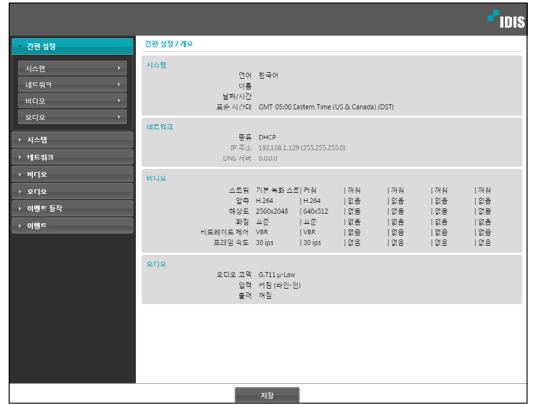 IDIS
간편 설정
시스템
네트워크
비디오
오디오
시스템
네트워크
비디오
오디오
이벤트 동작
이벤트
간편 설정 / 개요
시스템
언어 한국어
이름
날짜/시간
표준 시간대 GMT 05:00 Eastern Time (US & Canada) (DST)
네트워크
종류 DHCP
IP 주소 192.168.1.129 (255.255.255.0)
DNS 서버 0.0.0.0
비디오
스트림 기본 녹화 스트| 켜짐 | 꺼짐 | 꺼짐 | 꺼짐 | 꺼짐
압축 H.264 | H.264 | 없음 | 없음 | 없음 | 없음
해상도 2560x2048 | 640x512 | 없음 | 없음 | 없음 | 없음
화질 표준 | 표준 | 없음 | 없음 | 없음 | 없음
비트레이트 제어 VBR | VBR | 없음 | 없음 | 없음 | 없음
프레임 속도 30 ips | 30 ips | 없음 | 없음 | 없음 | 없음
오디오
오디오 코덱 G.711 μ-Law
입력 켜짐 (라인-인)
출력 꺼짐
저장